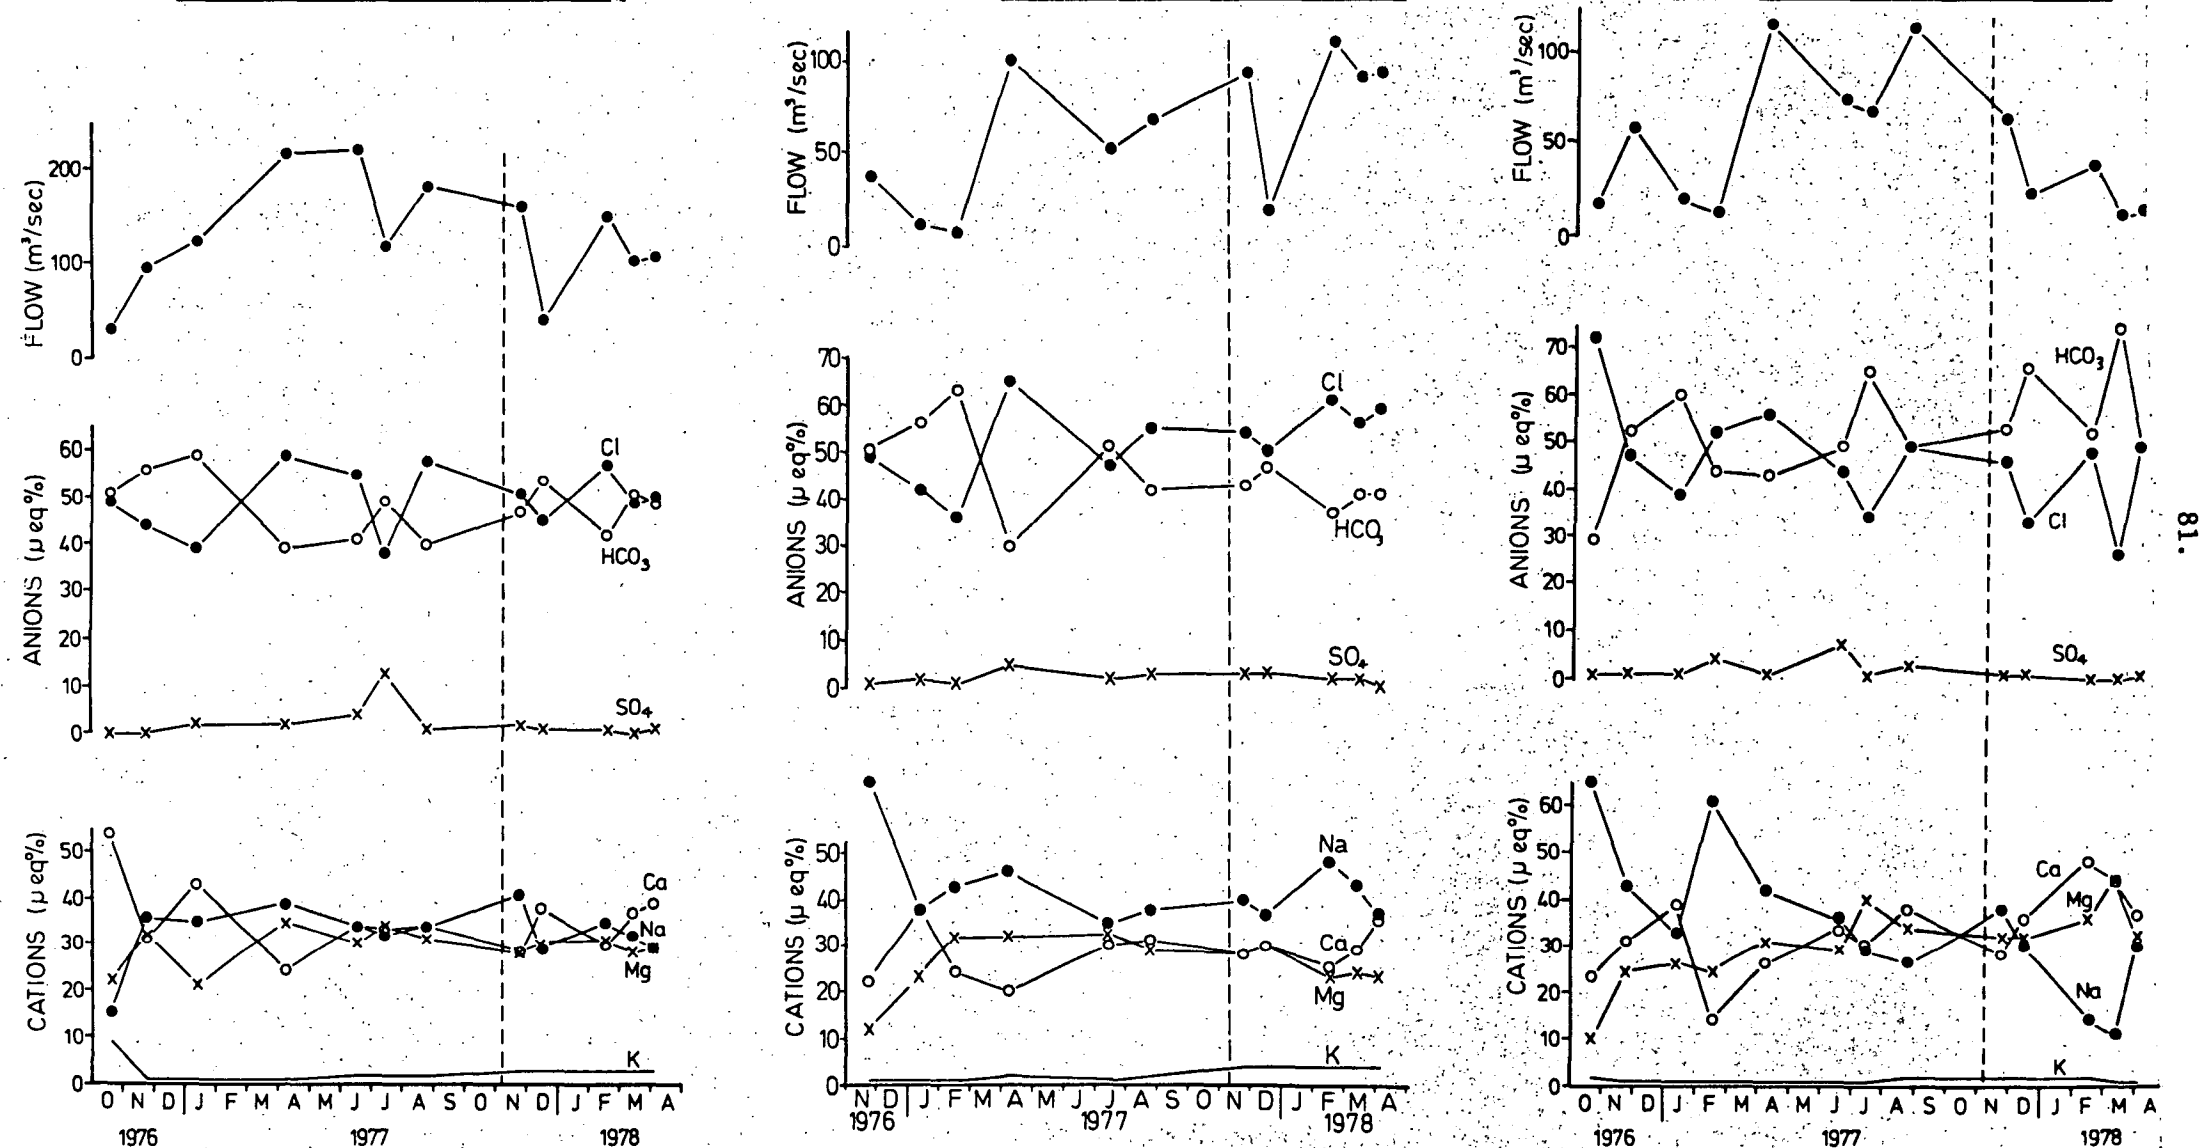 FLOW (m³/sec)
200
100
0
ANIONS (µ eq%)
60
50
40
30
20
10
0
Cl
HCO₃
SO₄
CATIONS (µ eq%)
50
40
30
20
10
0
Ca
Na
Mg
K
O N D J F M A M J J A S O N D J F M A
1976 1977 1978
FLOW (m³/sec)
100
50
0
ANIONS (µ eq%)
70
60
50
40
30
20
10
0
Cl
HCO₃
SO₄
CATIONS (µ eq%)
50
40
30
20
10
0
Na
Ca
Mg
K
N D J F M A M J J A S O N D J F M A
1976 1977 1978
FLOW (m³/sec)
100
50
0
ANIONS (µ eq%)
70
60
50
40
30
20
10
0
HCO₃
Cl
SO₄
CATIONS (µ eq%)
60
50
40
30
20
10
0
Ca
Mg
Na
K
O N D J F M A M J J A S O N D J F M A
1976 1977 1978
81.